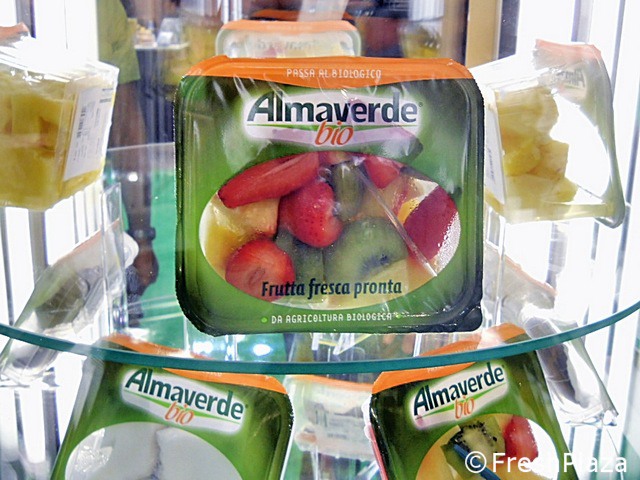 PASSA AL BIOLOGICO
Almaverde
bio
Frutta fresca pronta
DA AGRICOLTURA BIOLOGICA
Almaverde
bio
Almaverde
bio
©FreshPlaza